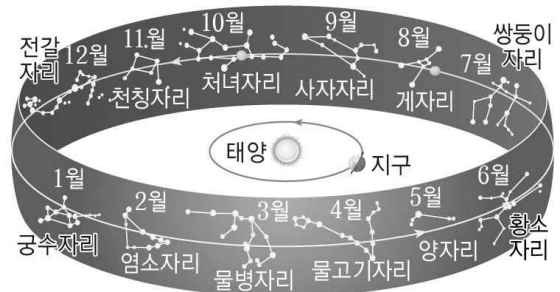 전갈
자리
12월
11월
10월
9월
8월
7월
쌍둥이
자리
천칭자리
처녀자리
사자자리
게자리
태양
지구
1월
2월
3월
4월
5월
6월
궁수자리
염소자리
물병자리
물고기자리
양자리
황소
자리